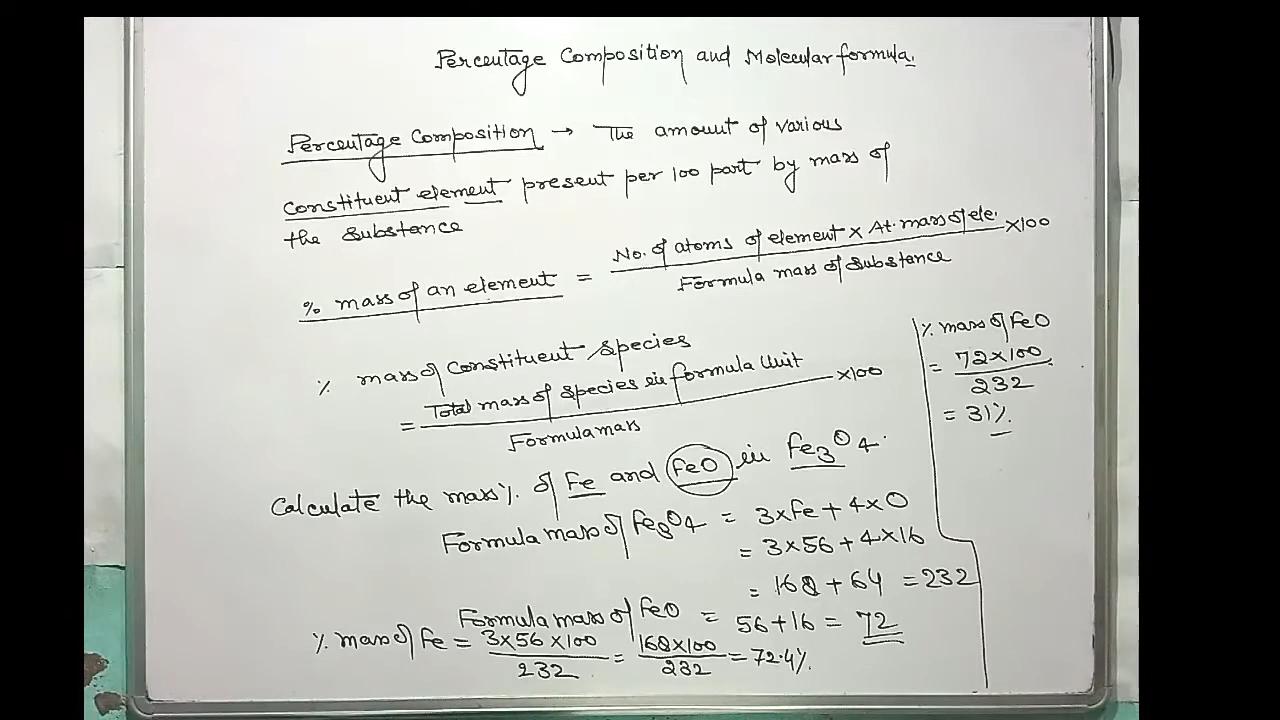 Percentage Composition and Molecular formula.
Percentage Composition → The amount of various
constituent element present per 100 part by mass of
the substance
% mass of an element = No. of atoms of element × At. mass of ele. / Formula mass of substance ×100
% mass of constituent species
= Total mass of species in formula unit / Formula mass ×100
Calculate the mass % of Fe and FeO in Fe3O4.
Formula mass of Fe3O4 = 3×Fe + 4×O
= 3×56 + 4×16
= 168 + 64 = 232
Formula mass of FeO = 56+16 = 72
% mass of Fe = 3×56×100 / 232 = 168×100 / 232 = 72.4%.
% mass of FeO
= 72×100 / 232
= 31%.